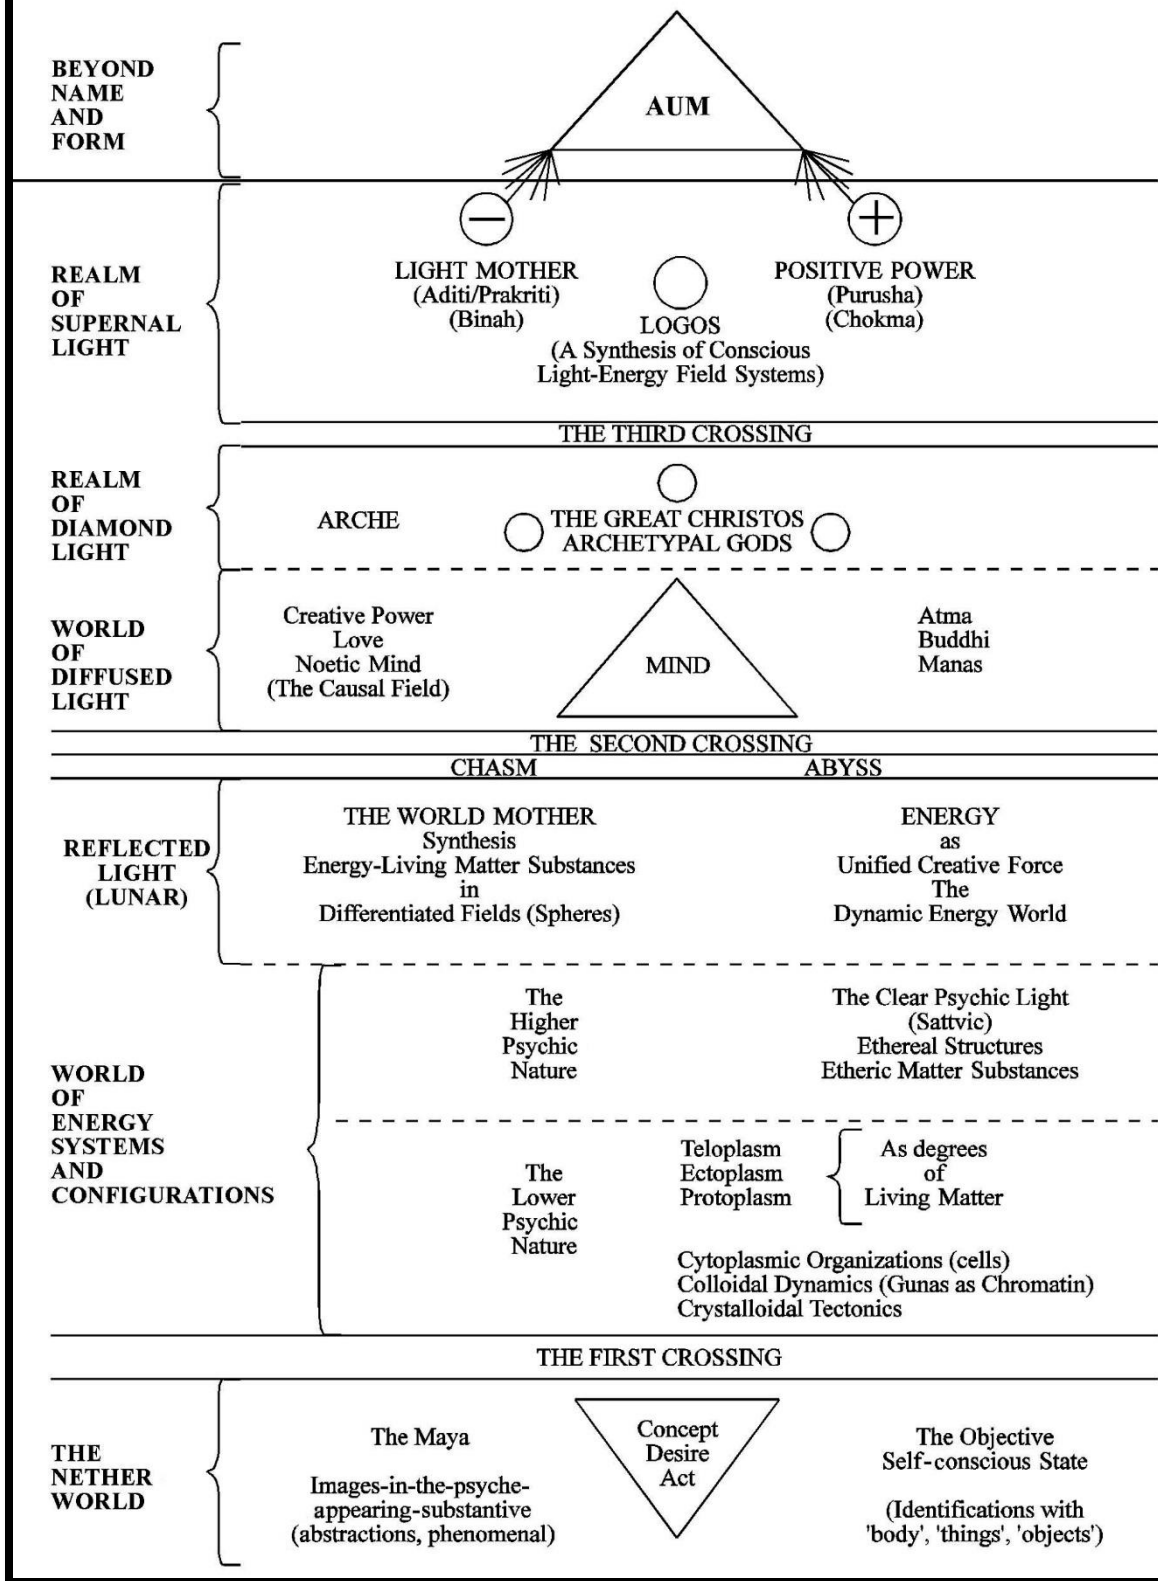 BEYOND
NAME
AND
FORM
AUM
REALM
OF
SUPERNAL
LIGHT
LIGHT MOTHER
(Aditi/Prakriti)
(Binah)
LOGOS
(A Synthesis of Conscious
Light-Energy Field Systems)
POSITIVE POWER
(Purusha)
(Chokma)
THE THIRD CROSSING
REALM
OF
DIAMOND
LIGHT
ARCHE
THE GREAT CHRISTOS
ARCHETYPAL GODS
WORLD
OF
DIFFUSED
LIGHT
Creative Power
Love
Noetic Mind
(The Causal Field)
MIND
Atma
Buddhi
Manas
THE SECOND CROSSING
CHASM
ABYSS
REFLECTED
LIGHT
(LUNAR)
THE WORLD MOTHER
Synthesis
Energy-Living Matter Substances
in
Differentiated Fields (Spheres)
ENERGY
as
Unified Creative Force
The
Dynamic Energy World
WORLD
OF
ENERGY
SYSTEMS
AND
CONFIGURATIONS
The
Higher
Psychic
Nature
The Clear Psychic Light
(Sattvic)
Ethereal Structures
Etheric Matter Substances
The
Lower
Psychic
Nature
Teloplasm
Ectoplasm
Protoplasm
As degrees
of
Living Matter
Cytoplasmic Organizations (cells)
Colloidal Dynamics (Gunas as Chromatin)
Crystalloidal Tectonics
THE FIRST CROSSING
THE
NETHER
WORLD
The Maya
Images-in-the-psyche-
appearing-substantive
(abstractions, phenomenal)
Concept
Desire
Act
The Objective
Self-conscious State
(Identifications with
'body', 'things', 'objects')